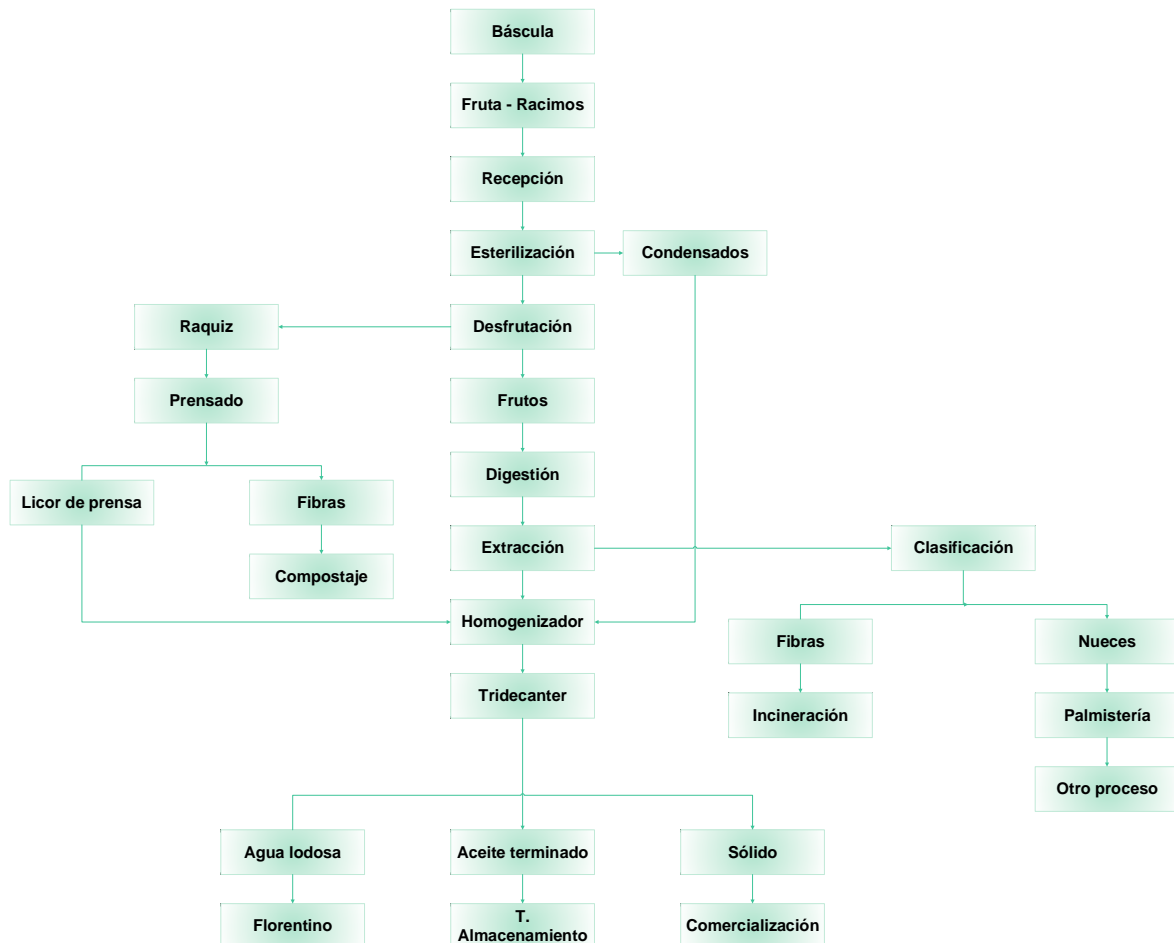 Báscula
Fruta - Racimos
Recepción
Esterilización
Condensados
Raquiz
Desfrutación
Prensado
Frutos
Digestión
Licor de prensa
Fibras
Extracción
Clasificación
Compostaje
Homogenizador
Fibras
Nueces
Tridecanter
Incineración
Palmistería
Otro proceso
Agua lodosa
Aceite terminado
Sólido
Florentino
T.
Almacenamiento
Comercialización